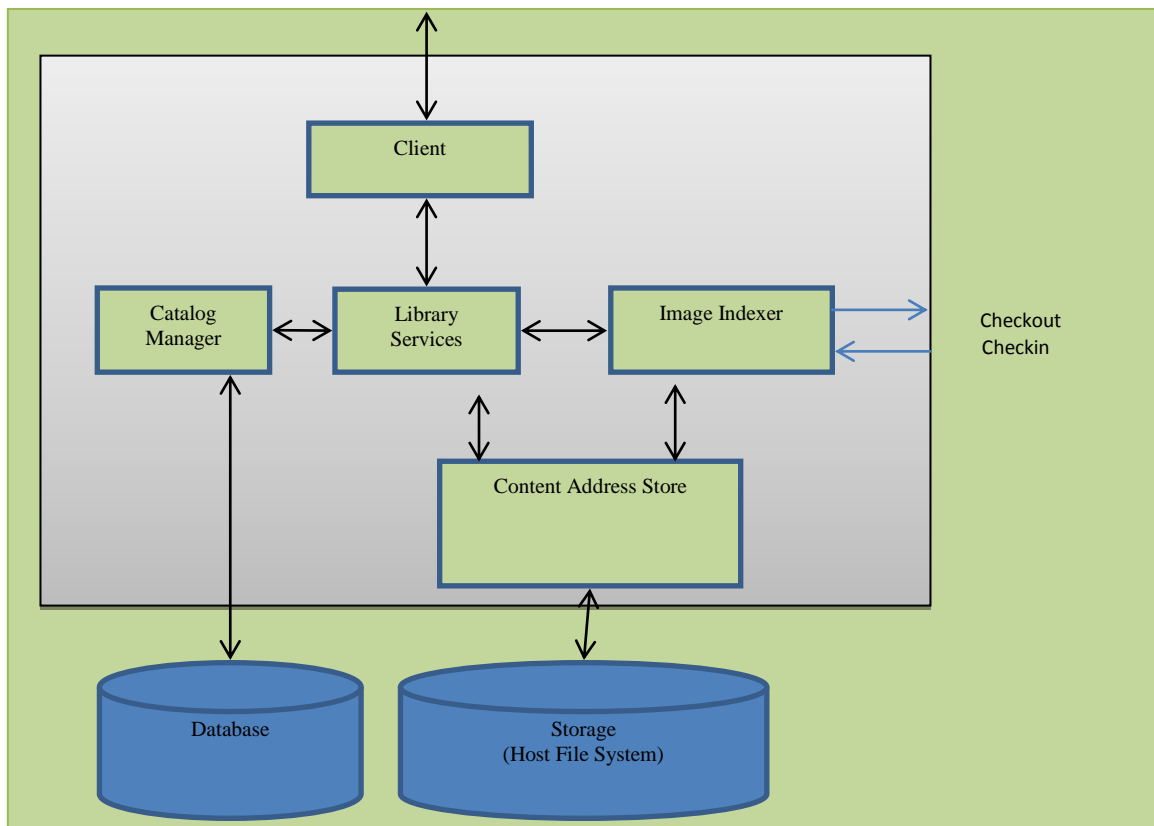 Client
Catalog
Manager
Library
Services
Image Indexer
Checkout
Checkin
Content Address Store
Database
Storage
(Host File System)